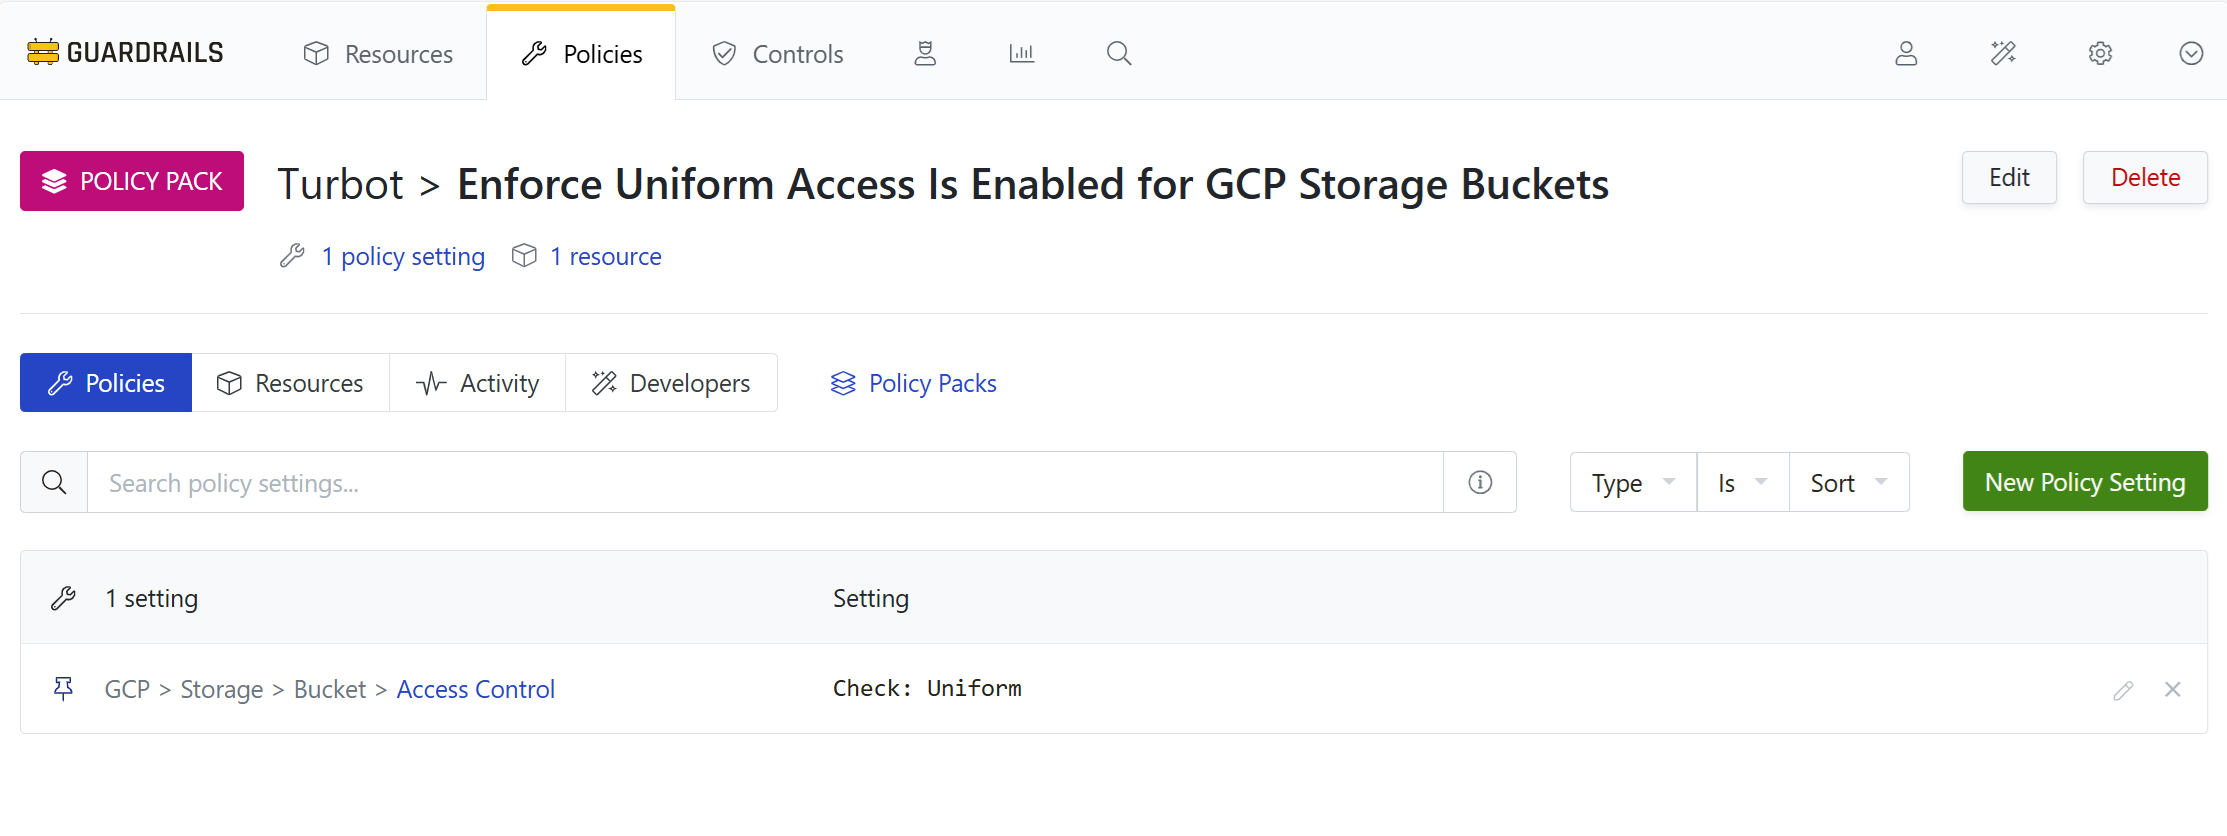 GUARDRAILS Resources Policies Controls
POLICY PACK Turbot > Enforce Uniform Access Is Enabled for GCP Storage Buckets Edit Delete
1 policy setting 1 resource
Policies Resources Activity Developers Policy Packs
Search policy settings... Type Is Sort New Policy Setting
1 setting Setting
GCP > Storage > Bucket > Access Control Check: Uniform